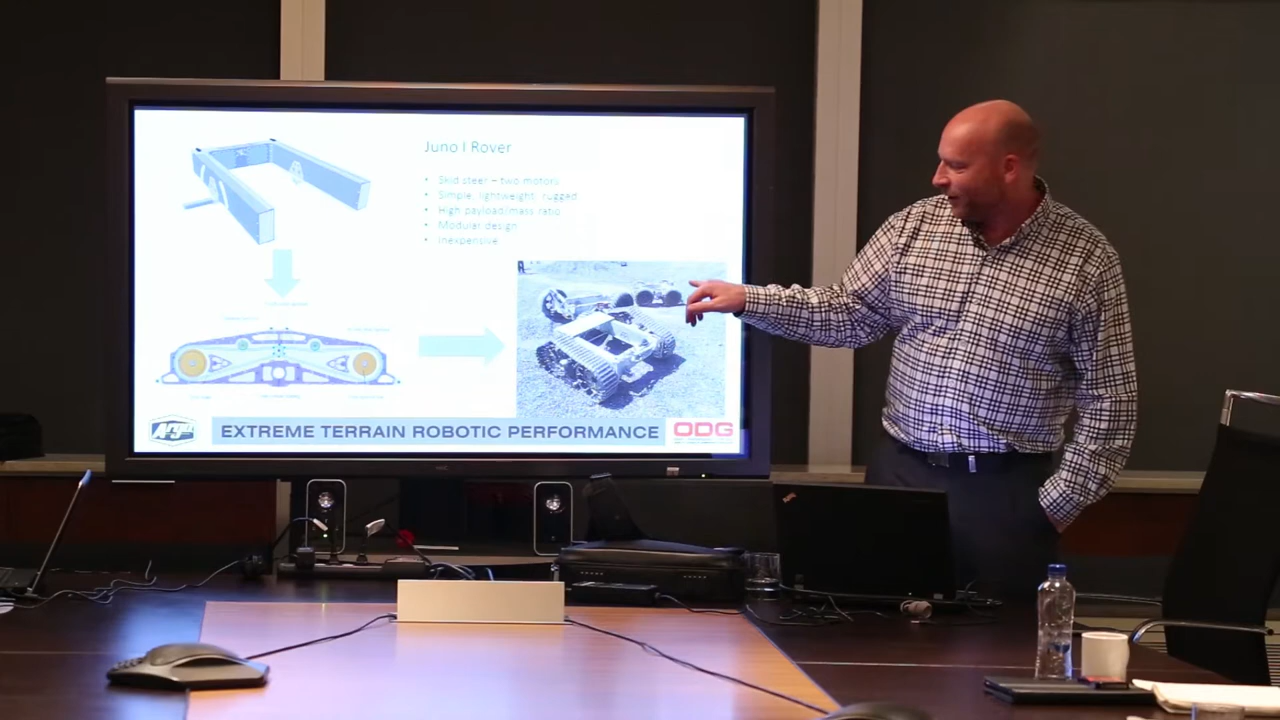 Juno I Rover
• Skid steer – two motors
• Simple, lightweight, rugged
• High payload/mass ratio
• Modular design
• Inexpensive
Argo
EXTREME TERRAIN ROBOTIC PERFORMANCE
ODG